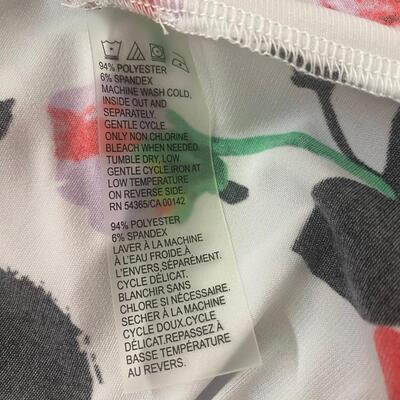 94% POLYESTER
6% SPANDEX
MACHINE WASH COLD,
INSIDE OUT AND
SEPARATELY.
GENTLE CYCLE.
ONLY NON CHLORINE
BLEACH WHEN NEEDED.
TUMBLE DRY, LOW
GENTLE CYCLE.IRON AT
LOW TEMPERATURE
ON REVERSE SIDE.
RN 54365/CA 00142
94% POLYESTER
6% SPANDEX
LAVER À LA MACHINE
À L'EAU FROIDE,À
L'ENVERS,SÉPARÉMENT.
CYCLE DÉLICAT.
BLANCHIR SANS
CHLORE SI NÉCESSAIRE.
SECHER À LA MACHINE
CYCLE DOUX.CYCLE
DÉLICAT.REPASSEZ À
BASSE TEMPÉRATURE
AU REVERS.